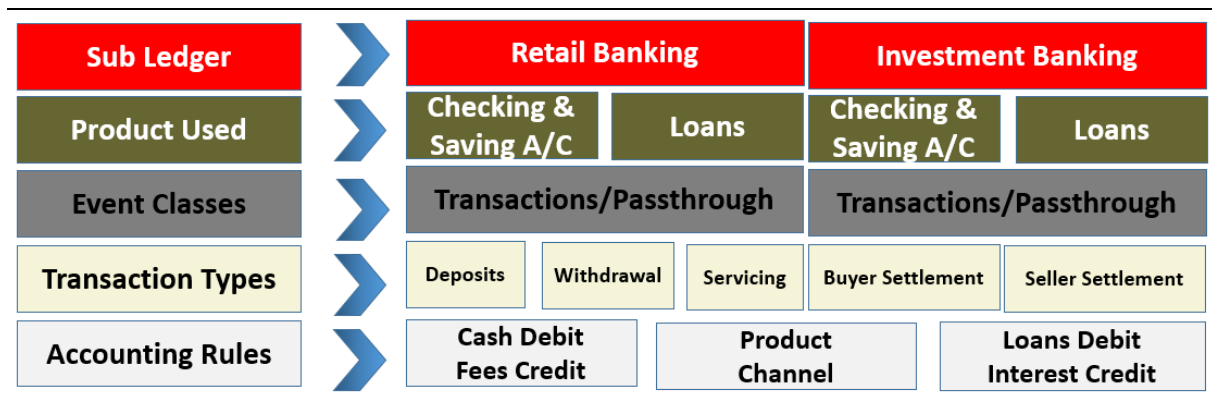 Sub Ledger
Retail Banking
Investment Banking
Product Used
Checking &
Saving A/C
Loans
Checking &
Saving A/C
Loans
Event Classes
Transactions/Passthrough
Transactions/Passthrough
Transaction Types
Deposits
Withdrawal
Servicing
Buyer Settlement
Seller Settlement
Accounting Rules
Cash Debit
Fees Credit
Product
Channel
Loans Debit
Interest Credit